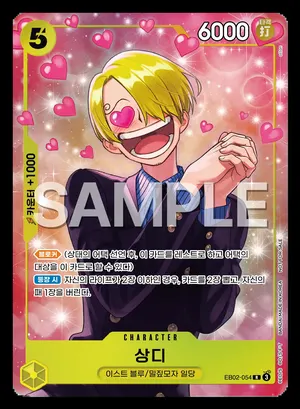 5
6000
타격
打
카운터 +1000
SAMPLE
블로커 (상대의 어택 선언 후, 이 카드를 레스트로 하고 어택의
대상을 이 카드로 할 수 있다)
등장 시 자신의 라이프가 2장 이하인 경우, 카드를 2장 뽑고, 자신의
패 1장을 버린다.
CHARACTER
상디
이스트 블루/밀짚모자 일당
EB02-054 R 3